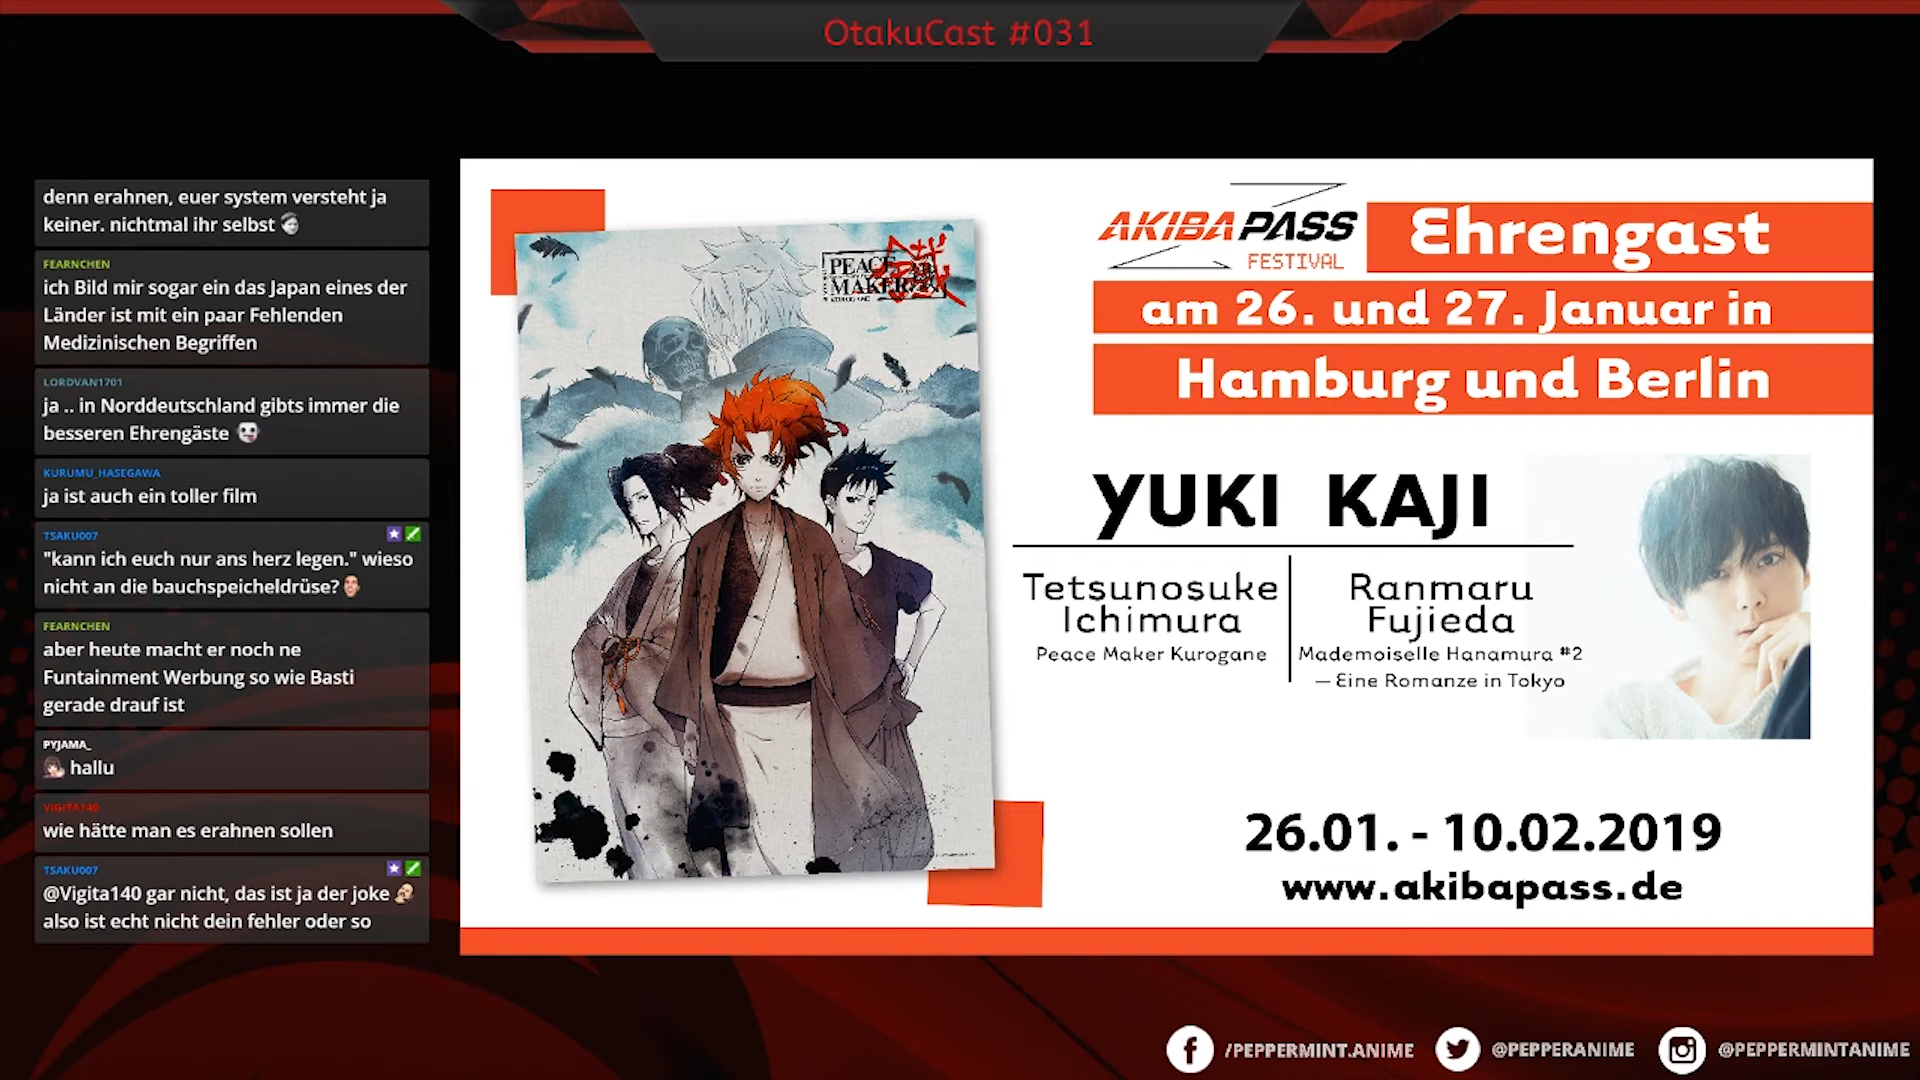 OtakuCast #031
denn erahnen, euer system versteht ja
keiner. nichtmal ihr selbst
FEARNCHEN
ich Bild mir sogar ein das Japan eines der
Länder ist mit ein paar Fehlenden
Medizinischen Begriffen
LORDVAN1701
ja .. in Norddeutschland gibts immer die
besseren Ehrengäste
KURUMU_HASEGAWA
ja ist auch ein toller film
TSAKU007
"kann ich euch nur ans herz legen." wieso
nicht an die bauchspeicheldrüse?
FEARNCHEN
aber heute macht er noch ne
Funtainment Werbung so wie Basti
gerade drauf ist
PYJAMA_
hallu
VIGITA140
wie hätte man es erahnen sollen
TSAKU007
@Vigita140 gar nicht, das ist ja der joke
also ist echt nicht dein fehler oder so
PEACE
MAKER
AKIBA PASS
FESTIVAL
Ehrengast
am 26. und 27. Januar in
Hamburg und Berlin
YUKI KAJI
Tetsunosuke
Ichimura
Peace Maker Kurogane
Ranmaru
Fujieda
Mademoiselle Hanamura #2
– Eine Romanze in Tokyo
26.01. - 10.02.2019
www.akibapass.de
/PEPPERMINT.ANIME
@PEPPERANIME
@PEPPERMINTANIME